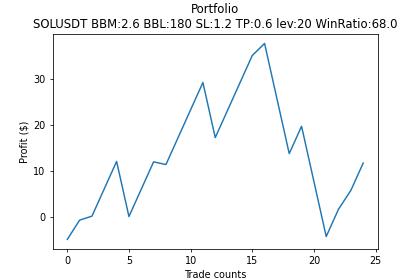 Portfolio
SOLUSDT BBM:2.6 BBL:180 SL:1.2 TP:0.6 lev:20 WinRatio:68.0
Profit ($)
30
20
10
0
0 5 10 15 20 25
Trade counts